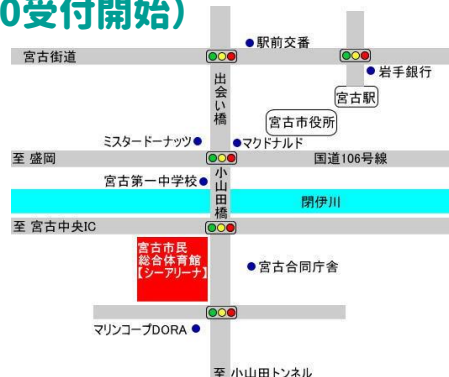 0受付開始）
駅前交番
宮古街道
岩手銀行
出会い橋
宮古駅
宮古市役所
ミスタードーナッツ
マクドナルド
至 盛岡
国道106号線
宮古第一中学校
小山田橋
閉伊川
至 宮古中央IC
宮古市民
総合体育館
【シーアリーナ】
宮古合同庁舎
マリンコープDORA
至 小山田トンネル